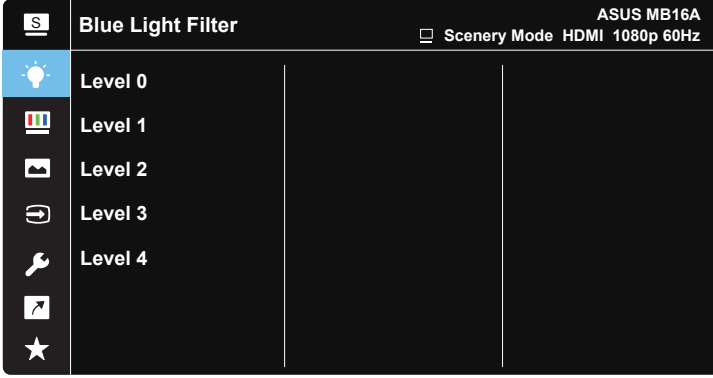 S
Blue Light Filter
ASUS MB16A
Scenery Mode HDMI 1080p 60Hz
Level 0
Level 1
Level 2
Level 3
Level 4